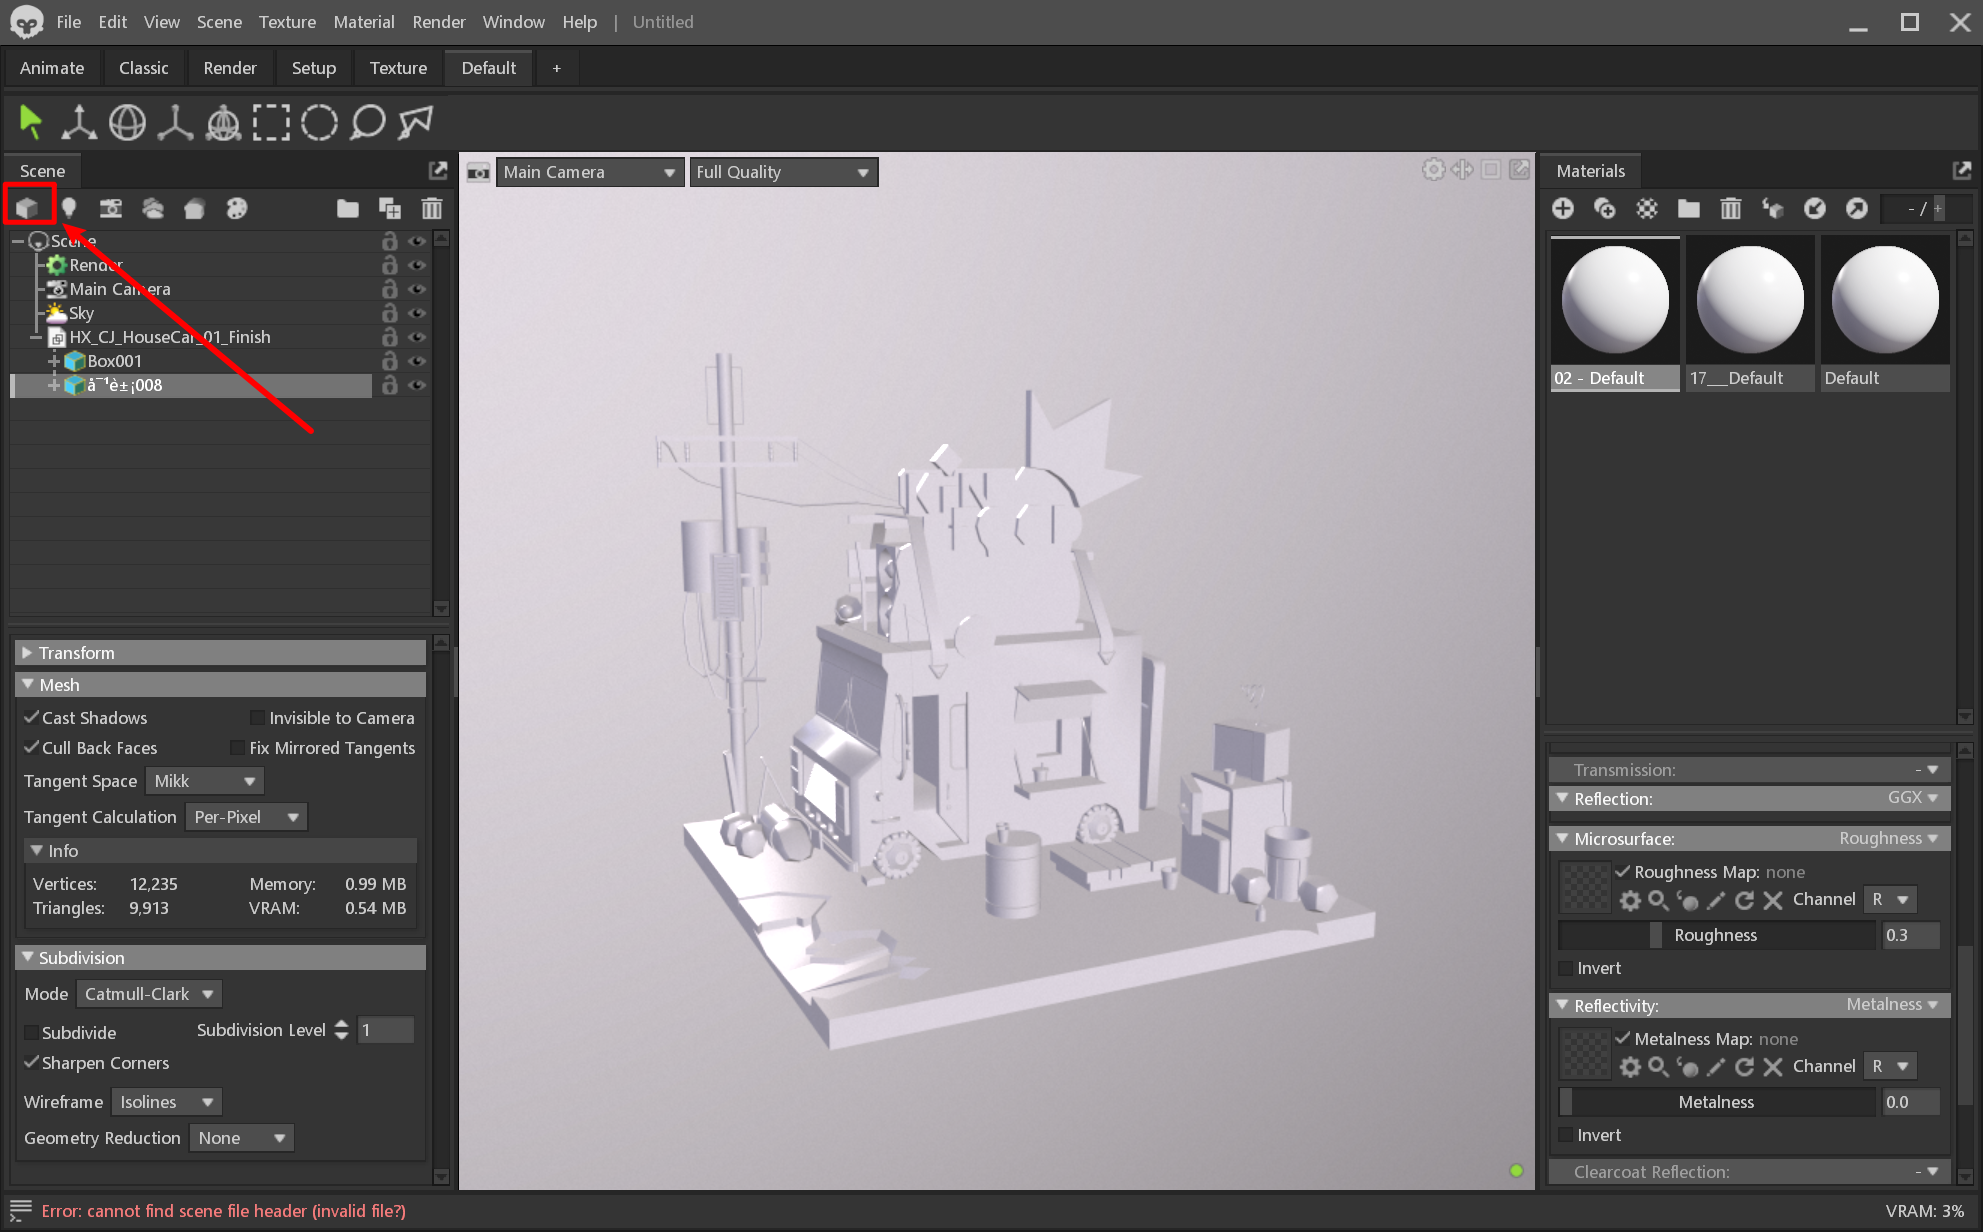 File Edit View Scene Texture Material Render Window Help | Untitled
Animate Classic Render Setup Texture Default +
Scene
Main Camera
Full Quality
Materials
- / +
Scene
Render
Main Camera
Sky
HX_CJ_HouseCar_01_Finish
Box001
å¯¹è±¡008
02 - Default
17__Default
Default
Transform
Mesh
Cast Shadows
Invisible to Camera
Cull Back Faces
Fix Mirrored Tangents
Tangent Space Mikk
Tangent Calculation Per-Pixel
Info
Vertices: 12,235 Memory: 0.99 MB
Triangles: 9,913 VRAM: 0.54 MB
Subdivision
Mode Catmull-Clark
Subdivide Subdivision Level 1
Sharpen Corners
Wireframe Isolines
Geometry Reduction None
Transmission: -
Reflection: GGX
Microsurface: Roughness
Roughness Map: none
Channel R
Roughness 0.3
Invert
Reflectivity: Metalness
Metalness Map: none
Channel R
Metalness 0.0
Invert
Clearcoat Reflection: -
Error: cannot find scene file header (invalid file?)
VRAM: 3%